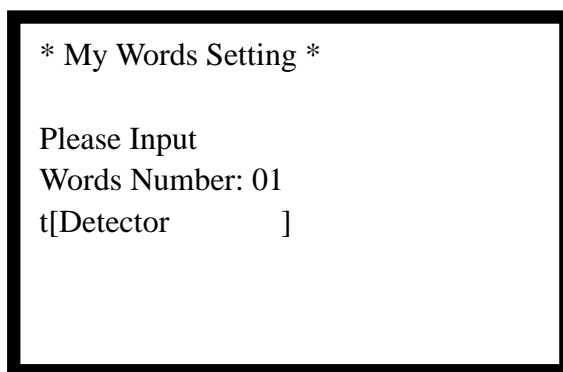 * My Words Setting *
Please Input
Words Number: 01
t[Detector ]